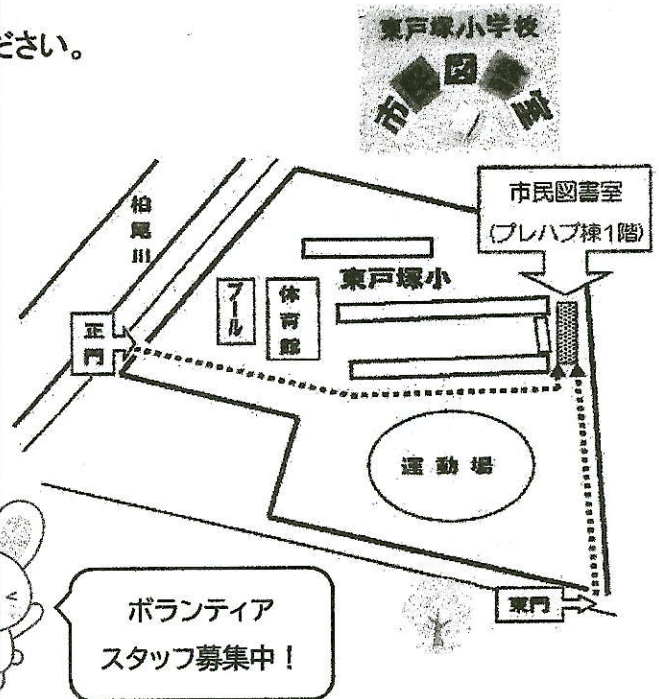 ださい。
東戸塚小学校
市民図書室
市民図書室
(プレハブ棟1階)
柏尾川
東戸塚小
プール
体育館
正門
運動場
東門
ボランティア
スタッフ募集中！